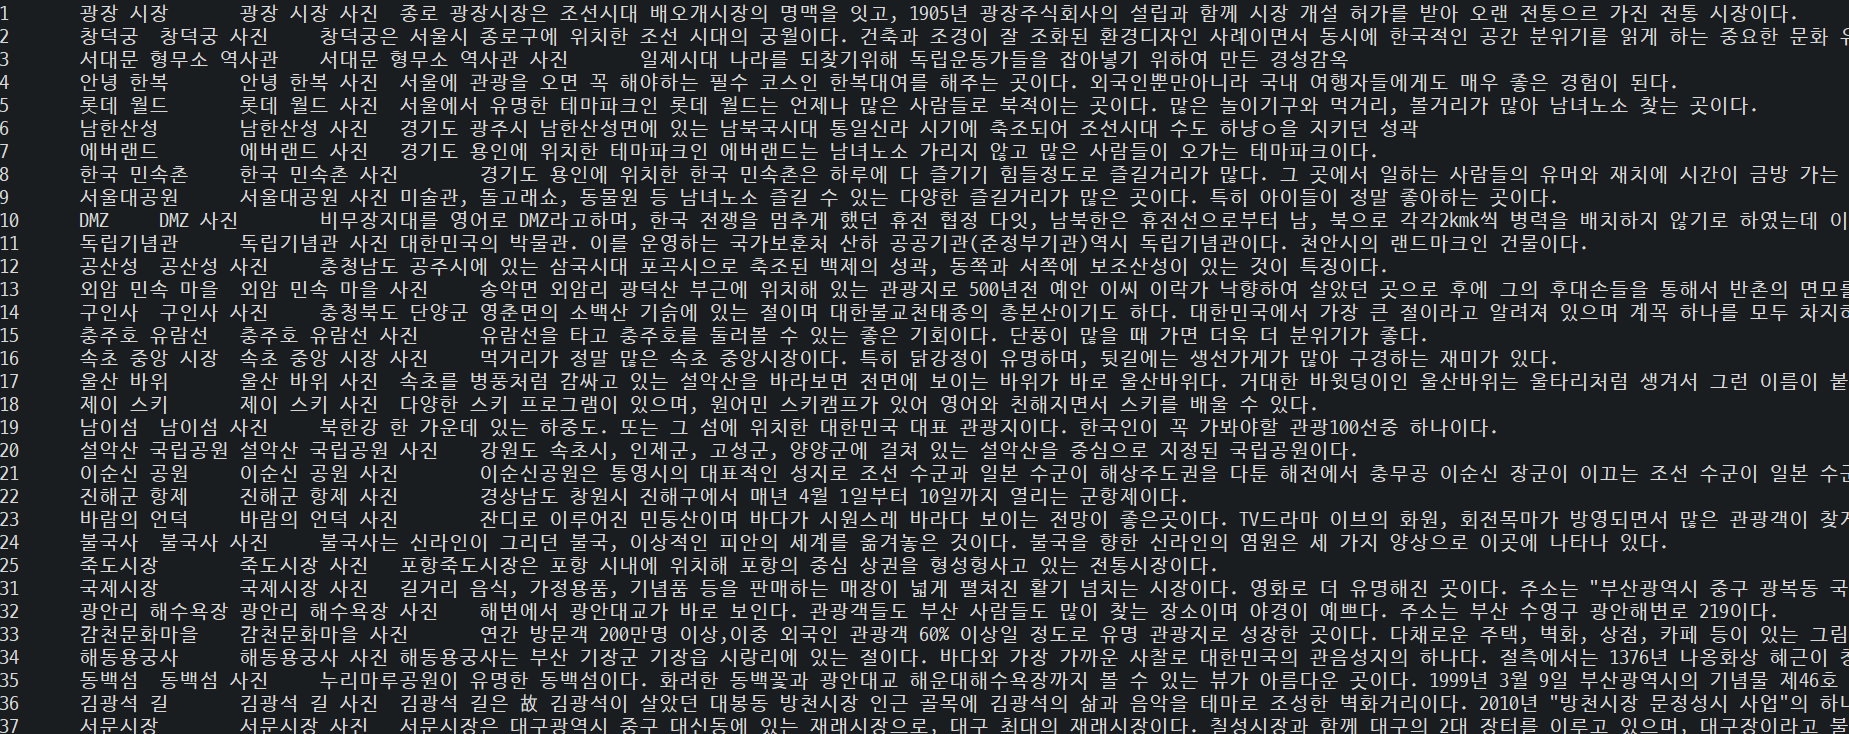 1 광장 시장 광장 시장 사진 종로 광장시장은 조선시대 배오개시장의 명맥을 잇고, 1905년 광장주식회사의 설립과 함께 시장 개설 허가를 받아 오랜 전통으르 가진 전통 시장이다.
2 창덕궁 창덕궁 사진 창덕궁은 서울시 종로구에 위치한 조선 시대의 궁월이다. 건축과 조경이 잘 조화된 환경디자인 사례이면서 동시에 한국적인 공간 분위기를 읽게 하는 중요한 문화 유
3 서대문 형무소 역사관 서대문 형무소 역사관 사진 일제시대 나라를 되찾기위해 독립운동가들을 잡아넣기 위하여 만든 경성감옥
4 안녕 한복 안녕 한복 사진 서울에 관광을 오면 꼭 해야하는 필수 코스인 한복대여를 해주는 곳이다. 외국인뿐만아니라 국내 여행자들에게도 매우 좋은 경험이 된다.
5 롯데 월드 롯데 월드 사진 서울에서 유명한 테마파크인 롯데 월드는 언제나 많은 사람들로 북적이는 곳이다. 많은 놀이기구와 먹거리, 볼거리가 많아 남녀노소 찾는 곳이다.
6 남한산성 남한산성 사진 경기도 광주시 남한산성면에 있는 남북국시대 통일신라 시기에 축조되어 조선시대 수도 하냥ㅇ을 지키던 성곽
7 에버랜드 에버랜드 사진 경기도 용인에 위치한 테마파크인 에버랜드는 남녀노소 가리지 않고 많은 사람들이 오가는 테마파크이다.
8 한국 민속촌 한국 민속촌 사진 경기도 용인에 위치한 한국 민속촌은 하루에 다 즐기기 힘들정도로 즐길거리가 많다. 그 곳에서 일하는 사람들의 유머와 재치에 시간이 금방 가는
9 서울대공원 서울대공원 사진 미술관, 돌고래쇼, 동물원 등 남녀노소 즐길 수 있는 다양한 즐길거리가 많은 곳이다. 특히 아이들이 정말 좋아하는 곳이다.
10 DMZ DMZ 사진 비무장지대를 영어로 DMZ라고하며, 한국 전쟁을 멈추게 했던 휴전 협정 다잇, 남북한은 휴전선으로부터 남, 북으로 각각2kmk씩 병력을 배치하지 않기로 하였는데 이
11 독립기념관 독립기념관 사진 대한민국의 박물관. 이를 운영하는 국가보훈처 산하 공공기관(준정부기관)역시 독립기념관이다. 천안시의 랜드마크인 건물이다.
12 공산성 공산성 사진 충청남도 공주시에 있는 삼국시대 포곡시으로 축조된 백제의 성곽, 동쪽과 서쪽에 보조산성이 있는 것이 특징이다.
13 외암 민속 마을 외암 민속 마을 사진 송악면 외암리 광덕산 부근에 위치해 있는 관광지로 500년전 예안 이씨 이락가 낙향하여 살았던 곳으로 후에 그의 후대손들을 통해서 반촌의 면모를
14 구인사 구인사 사진 충청북도 단양군 영춘면의 소백산 기슭에 있는 절이며 대한불교천태종의 총본산이기도 하다. 대한민국에서 가장 큰 절이라고 알려져 있으며 계꼭 하나를 모두 차지하
15 충주호 유람선 충주호 유람선 사진 유람선을 타고 충주호를 둘러볼 수 있는 좋은 기회이다. 단풍이 많을 때 가면 더욱 더 분위기가 좋다.
16 속초 중앙 시장 속초 중앙 시장 사진 먹거리가 정말 많은 속초 중앙시장이다. 특히 닭강정이 유명하며, 뒷길에는 생선가게가 많아 구경하는 재미가 있다.
17 울산 바위 울산 바위 사진 속초를 병풍처럼 감싸고 있는 설악산을 바라보면 전면에 보이는 바위가 바로 울산바위다. 거대한 바윗덩이인 울산바위는 울타리처럼 생겨서 그런 이름이 붙
18 제이 스키 제이 스키 사진 다양한 스키 프로그램이 있으며, 원어민 스키캠프가 있어 영어와 친해지면서 스키를 배울 수 있다.
19 남이섬 남이섬 사진 북한강 한 가운데 있는 하중도. 또는 그 섬에 위치한 대한민국 대표 관광지이다. 한국인이 꼭 가봐야할 관광100선중 하나이다.
20 설악산 국립공원 설악산 국립공원 사진 강원도 속초시, 인제군, 고성군, 양양군에 걸쳐 있는 설악산을 중심으로 지정된 국립공원이다.
21 이순신 공원 이순신 공원 사진 이순신공원은 통영시의 대표적인 성지로 조선 수군과 일본 수군이 해상주도권을 다툰 해전에서 충무공 이순신 장군이 이끄는 조선 수군이 일본 수군
22 진해군 항제 진해군 항제 사진 경상남도 창원시 진해구에서 매년 4월 1일부터 10일까지 열리는 군항제이다.
23 바람의 언덕 바람의 언덕 사진 잔디로 이루어진 민둥산이며 바다가 시원스레 바라다 보이는 전망이 좋은곳이다. TV드라마 이브의 화원, 회전목마가 방영되면서 많은 관광객이 찾게
24 불국사 불국사 사진 불국사는 신라인이 그리던 불국, 이상적인 피안의 세계를 옮겨놓은 것이다. 불국을 향한 신라인의 염원은 세 가지 양상으로 이곳에 나타나 있다.
25 죽도시장 죽도시장 사진 포항죽도시장은 포항 시내에 위치해 포항의 중심 상권을 형성형사고 있는 전통시장이다.
31 국제시장 국제시장 사진 길거리 음식, 가정용품, 기념품 등을 판매하는 매장이 넓게 펼쳐진 활기 넘치는 시장이다. 영화로 더 유명해진 곳이다. 주소는 "부산광역시 중구 광복동 국
32 광안리 해수욕장 광안리 해수욕장 사진 해변에서 광안대교가 바로 보인다. 관광객들도 부산 사람들도 많이 찾는 장소이며 야경이 예쁘다. 주소는 부산 수영구 광안해변로 219이다.
33 감천문화마을 감천문화마을 사진 연간 방문객 200만명 이상,이중 외국인 관광객 60% 이상일 정도로 유명 관광지로 성장한 곳이다. 다채로운 주택, 벽화, 상점, 카페 등이 있는 그림
34 해동용궁사 해동용궁사 사진 해동용궁사는 부산 기장군 기장읍 시랑리에 있는 절이다. 바다와 가장 가까운 사찰로 대한민국의 관음성지의 하나다. 절측에서는 1376년 나옹화상 혜근이 창
35 동백섬 동백섬 사진 누리마루공원이 유명한 동백섬이다. 화려한 동백꽃과 광안대교 해운대해수욕장까지 볼 수 있는 뷰가 아름다운 곳이다. 1999년 3월 9일 부산광역시의 기념물 제46호
36 김광석 길 김광석 길 사진 김광석 길은 故 김광석이 살았던 대봉동 방천시장 인근 골목에 김광석의 삶과 음악을 테마로 조성한 벽화거리이다. 2010년 "방천시장 문정성시 사업"의 하나
37 서문시장 서문시장 사진 서문시장은 대구광역시 중구 대신동에 있는 재래시장으로, 대구 최대의 재래시장이다. 칠성시장과 함께 대구의 2대 장터를 이루고 있으며, 대구장이라고 불